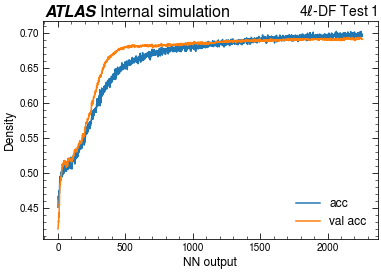 ATLAS Internal simulation
4ℓ-DF Test 1
Density
0.70
0.65
0.60
0.55
0.50
0.45
acc
val acc
0
500
1000
1500
2000
NN output